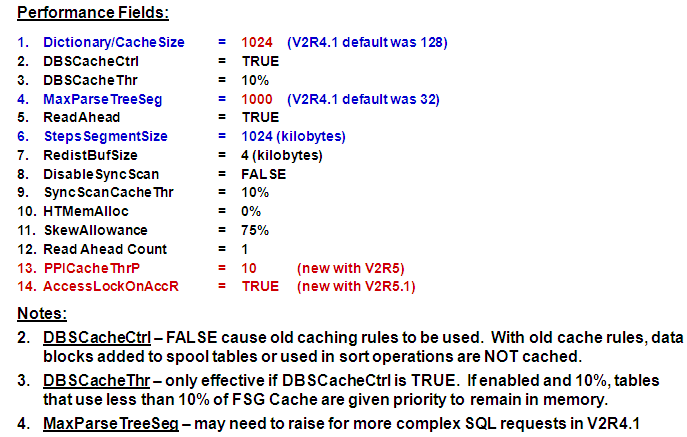 Performance Fields:
1. Dictionary/CacheSize = 1024 (V2R4.1 default was 128)
2. DBSCacheCtrl = TRUE
3. DBSCacheThr = 10%
4. MaxParseTreeSeg = 1000 (V2R4.1 default was 32)
5. ReadAhead = TRUE
6. StepsSegmentSize = 1024 (kilobytes)
7. RedistBufSize = 4 (kilobytes)
8. DisableSyncScan = FALSE
9. SyncScanCacheThr = 10%
10. HTMemAlloc = 0%
11. SkewAllowance = 75%
12. Read Ahead Count = 1
13. PPICacheThrP = 10 (new with V2R5)
14. AccessLockOnAccR = TRUE (new with V2R5.1)
Notes:
2. DBSCacheCtrl – FALSE cause old caching rules to be used. With old cache rules, data
blocks added to spool tables or used in sort operations are NOT cached.
3. DBSCacheThr – only effective if DBSCacheCtrl is TRUE. If enabled and 10%, tables
that use less than 10% of FSG Cache are given priority to remain in memory.
4. MaxParseTreeSeg – may need to raise for more complex SQL requests in V2R4.1